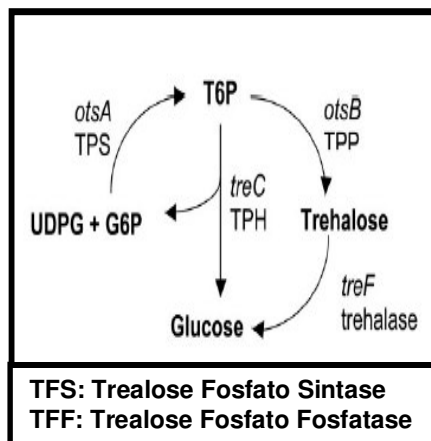 T6P
otsA
TPS
otsB
TPP
treC
TPH
UDPG + G6P
Trehalose
treF
trehalase
Glucose
TFS: Trealose Fosfato Sintase
TFF: Trealose Fosfato Fosfatase